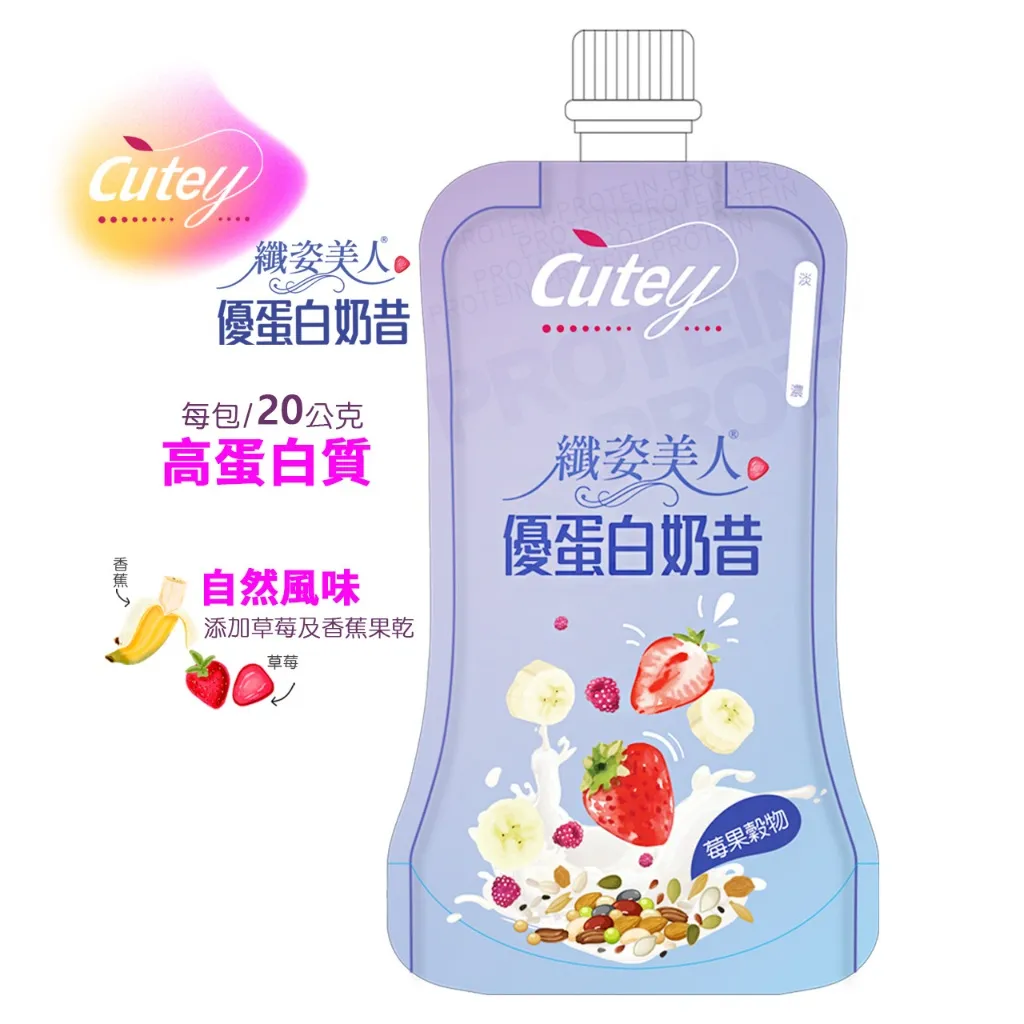 Cutey
纖姿美人®
優蛋白奶昔
每包/20公克
高蛋白質
香蕉
自然風味
添加草莓及香蕉果乾
草莓
PROTEIN
Cutey
淡
濃
纖姿美人®
優蛋白奶昔
莓果穀物